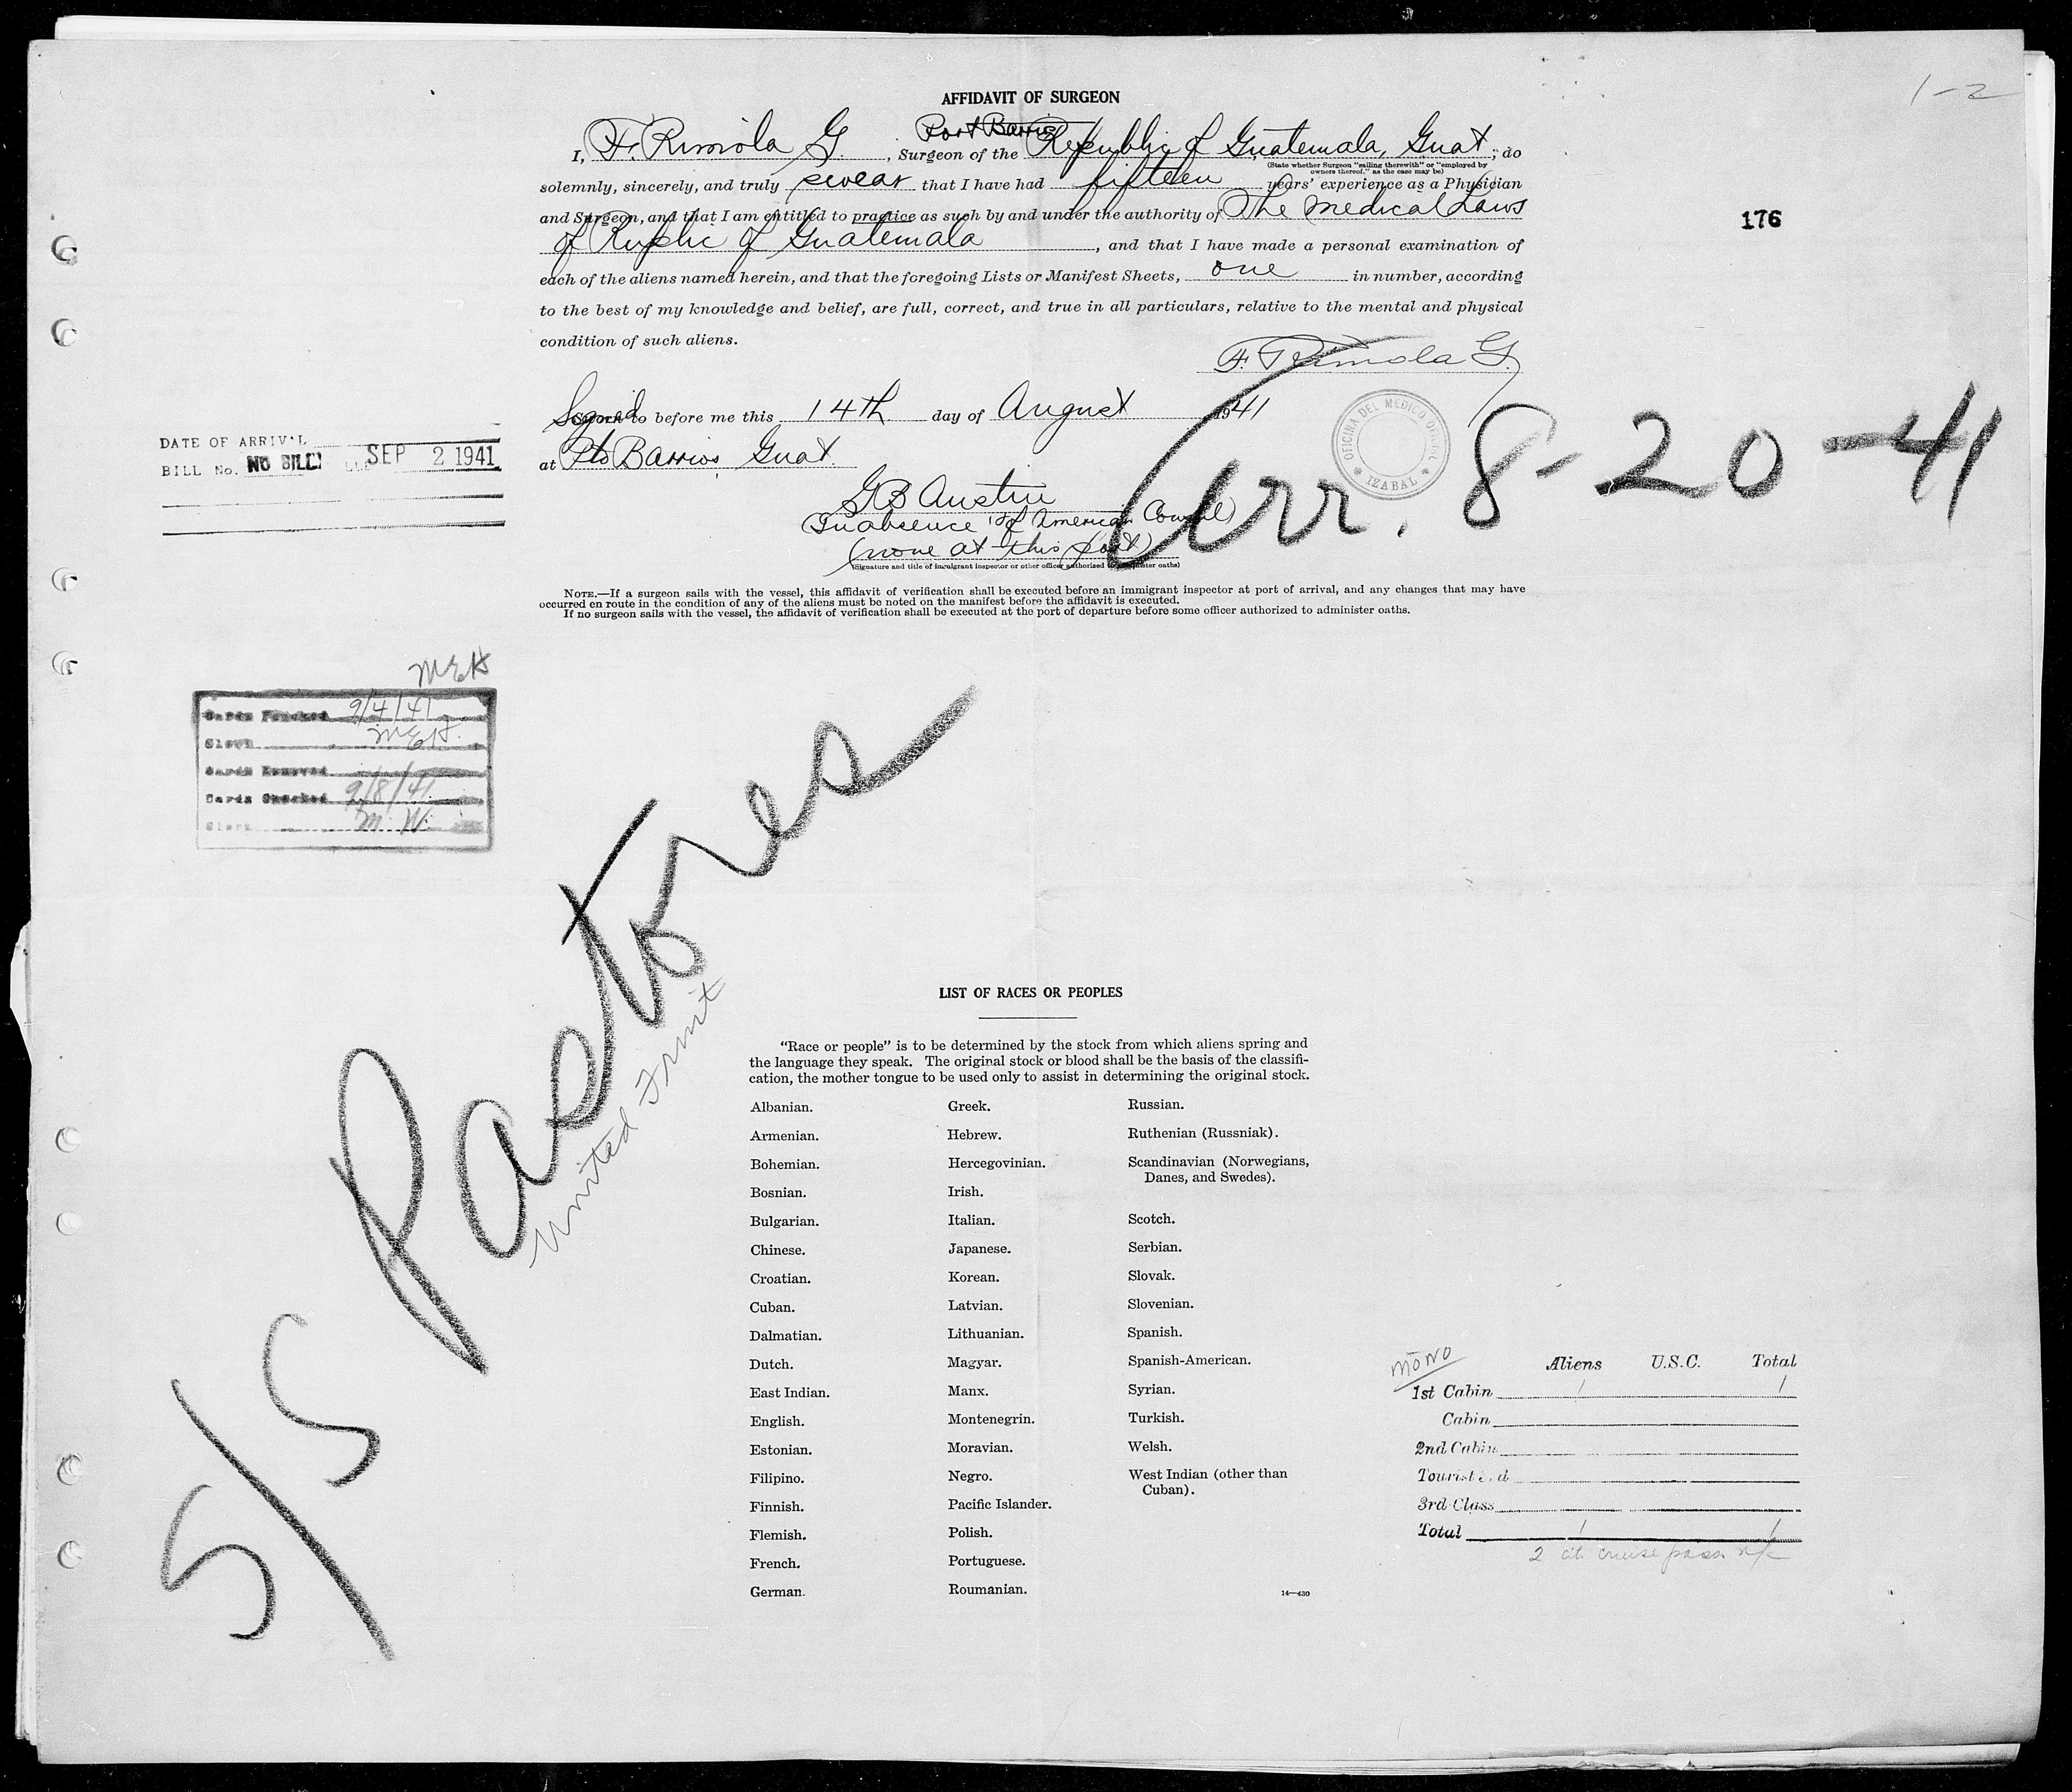 1-2
AFFIDAVIT OF SURGEON
Port Barrios
I, F. Rimola G., Surgeon of the Republic of Guatemala, Guat.; do
(State whether Surgeon "sailing therewith" or "employed by
owners thereof," as the case may be)
solemnly, sincerely, and truly swear that I have had fifteen years' experience as a Physician
and Surgeon, and that I am entitled to practice as such by and under the authority of The Medical Laws
of Guatemala, and that I have made a personal examination of
each of the aliens named herein, and that the foregoing Lists or Manifest Sheets, one in number, according
to the best of my knowledge and belief, are full, correct, and true in all particulars, relative to the mental and physical
condition of such aliens.
176
F. Rimola G.
Signed to before me this 14th day of August 1941
at Pto Barrios Guat.
OFICINA DEL MEDICO OFICIAL
IZABAL
Arr. 8-20-41
DATE OF ARRIVAL SEP 2 1941
BILL No. NO BILL
G B Austin
(In absence of American Consul)
(none at this port)
(Signature and title of immigrant inspector or other officer authorized to administer oaths)
NOTE.—If a surgeon sails with the vessel, this affidavit of verification shall be executed before an immigrant inspector at port of arrival, and any changes that may have
occurred en route in the condition of any of the aliens must be noted on the manifest before the affidavit is executed.
If no surgeon sails with the vessel, the affidavit of verification shall be executed at the port of departure before some officer authorized to administer oaths.
MEH
Cards Punched 9/4/41
Clerk MEH.
Cards Removed
Cards Checked 9/8/41
Clerk M. W.
S/S Pastores
United Fruit
LIST OF RACES OR PEOPLES
"Race or people" is to be determined by the stock from which aliens spring and
the language they speak. The original stock or blood shall be the basis of the classifi-
cation, the mother tongue to be used only to assist in determining the original stock.
Albanian.
Armenian.
Bohemian.
Bosnian.
Bulgarian.
Chinese.
Croatian.
Cuban.
Dalmatian.
Dutch.
East Indian.
English.
Estonian.
Filipino.
Finnish.
Flemish.
French.
German.
Greek.
Hebrew.
Hercegovinian.
Irish.
Italian.
Japanese.
Korean.
Latvian.
Lithuanian.
Magyar.
Manx.
Montenegrin.
Moravian.
Negro.
Pacific Islander.
Polish.
Portuguese.
Roumanian.
Russian.
Ruthenian (Russniak).
Scandinavian (Norwegians,
Danes, and Swedes).
Scotch.
Serbian.
Slovak.
Slovenian.
Spanish.
Spanish-American.
Syrian.
Turkish.
Welsh.
West Indian (other than
Cuban).
14—430
mono
Aliens U.S.C. Total
1st Cabin 1 1
Cabin
2nd Cabin
Tourist 3rd
3rd Class
Total 1 1
2 cit. cruise pass